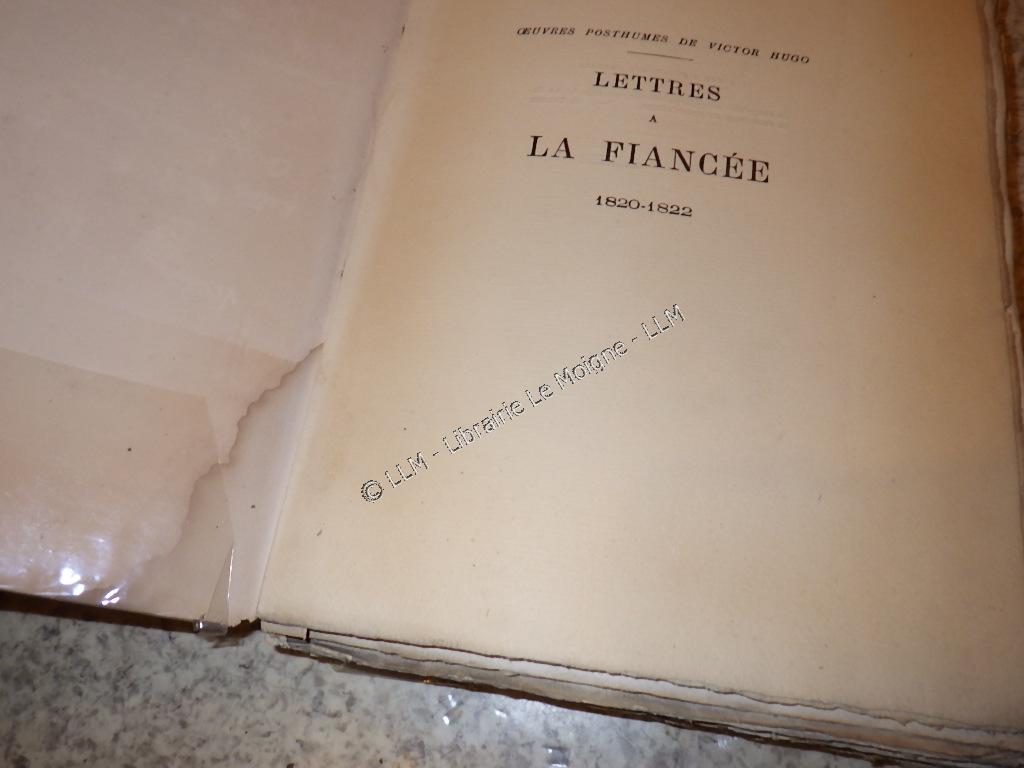 ŒUVRES POSTHUMES DE VICTOR HUGO
LETTRES
A
LA FIANCÉE
1820-1822
© LLM - Librairie Le Moigne - LLM